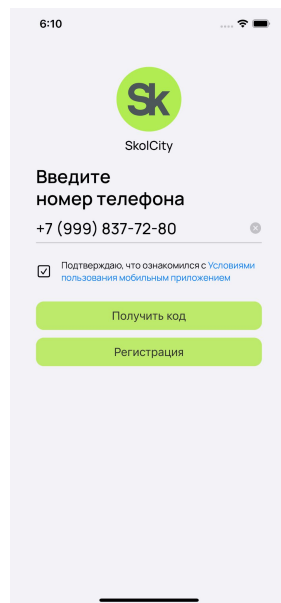 6:10
Sk
SkolCity
Введите
номер телефона
+7 (999) 837-72-80
Подтверждаю, что ознакомился с Условиями
пользования мобильным приложением
Получить код
Регистрация